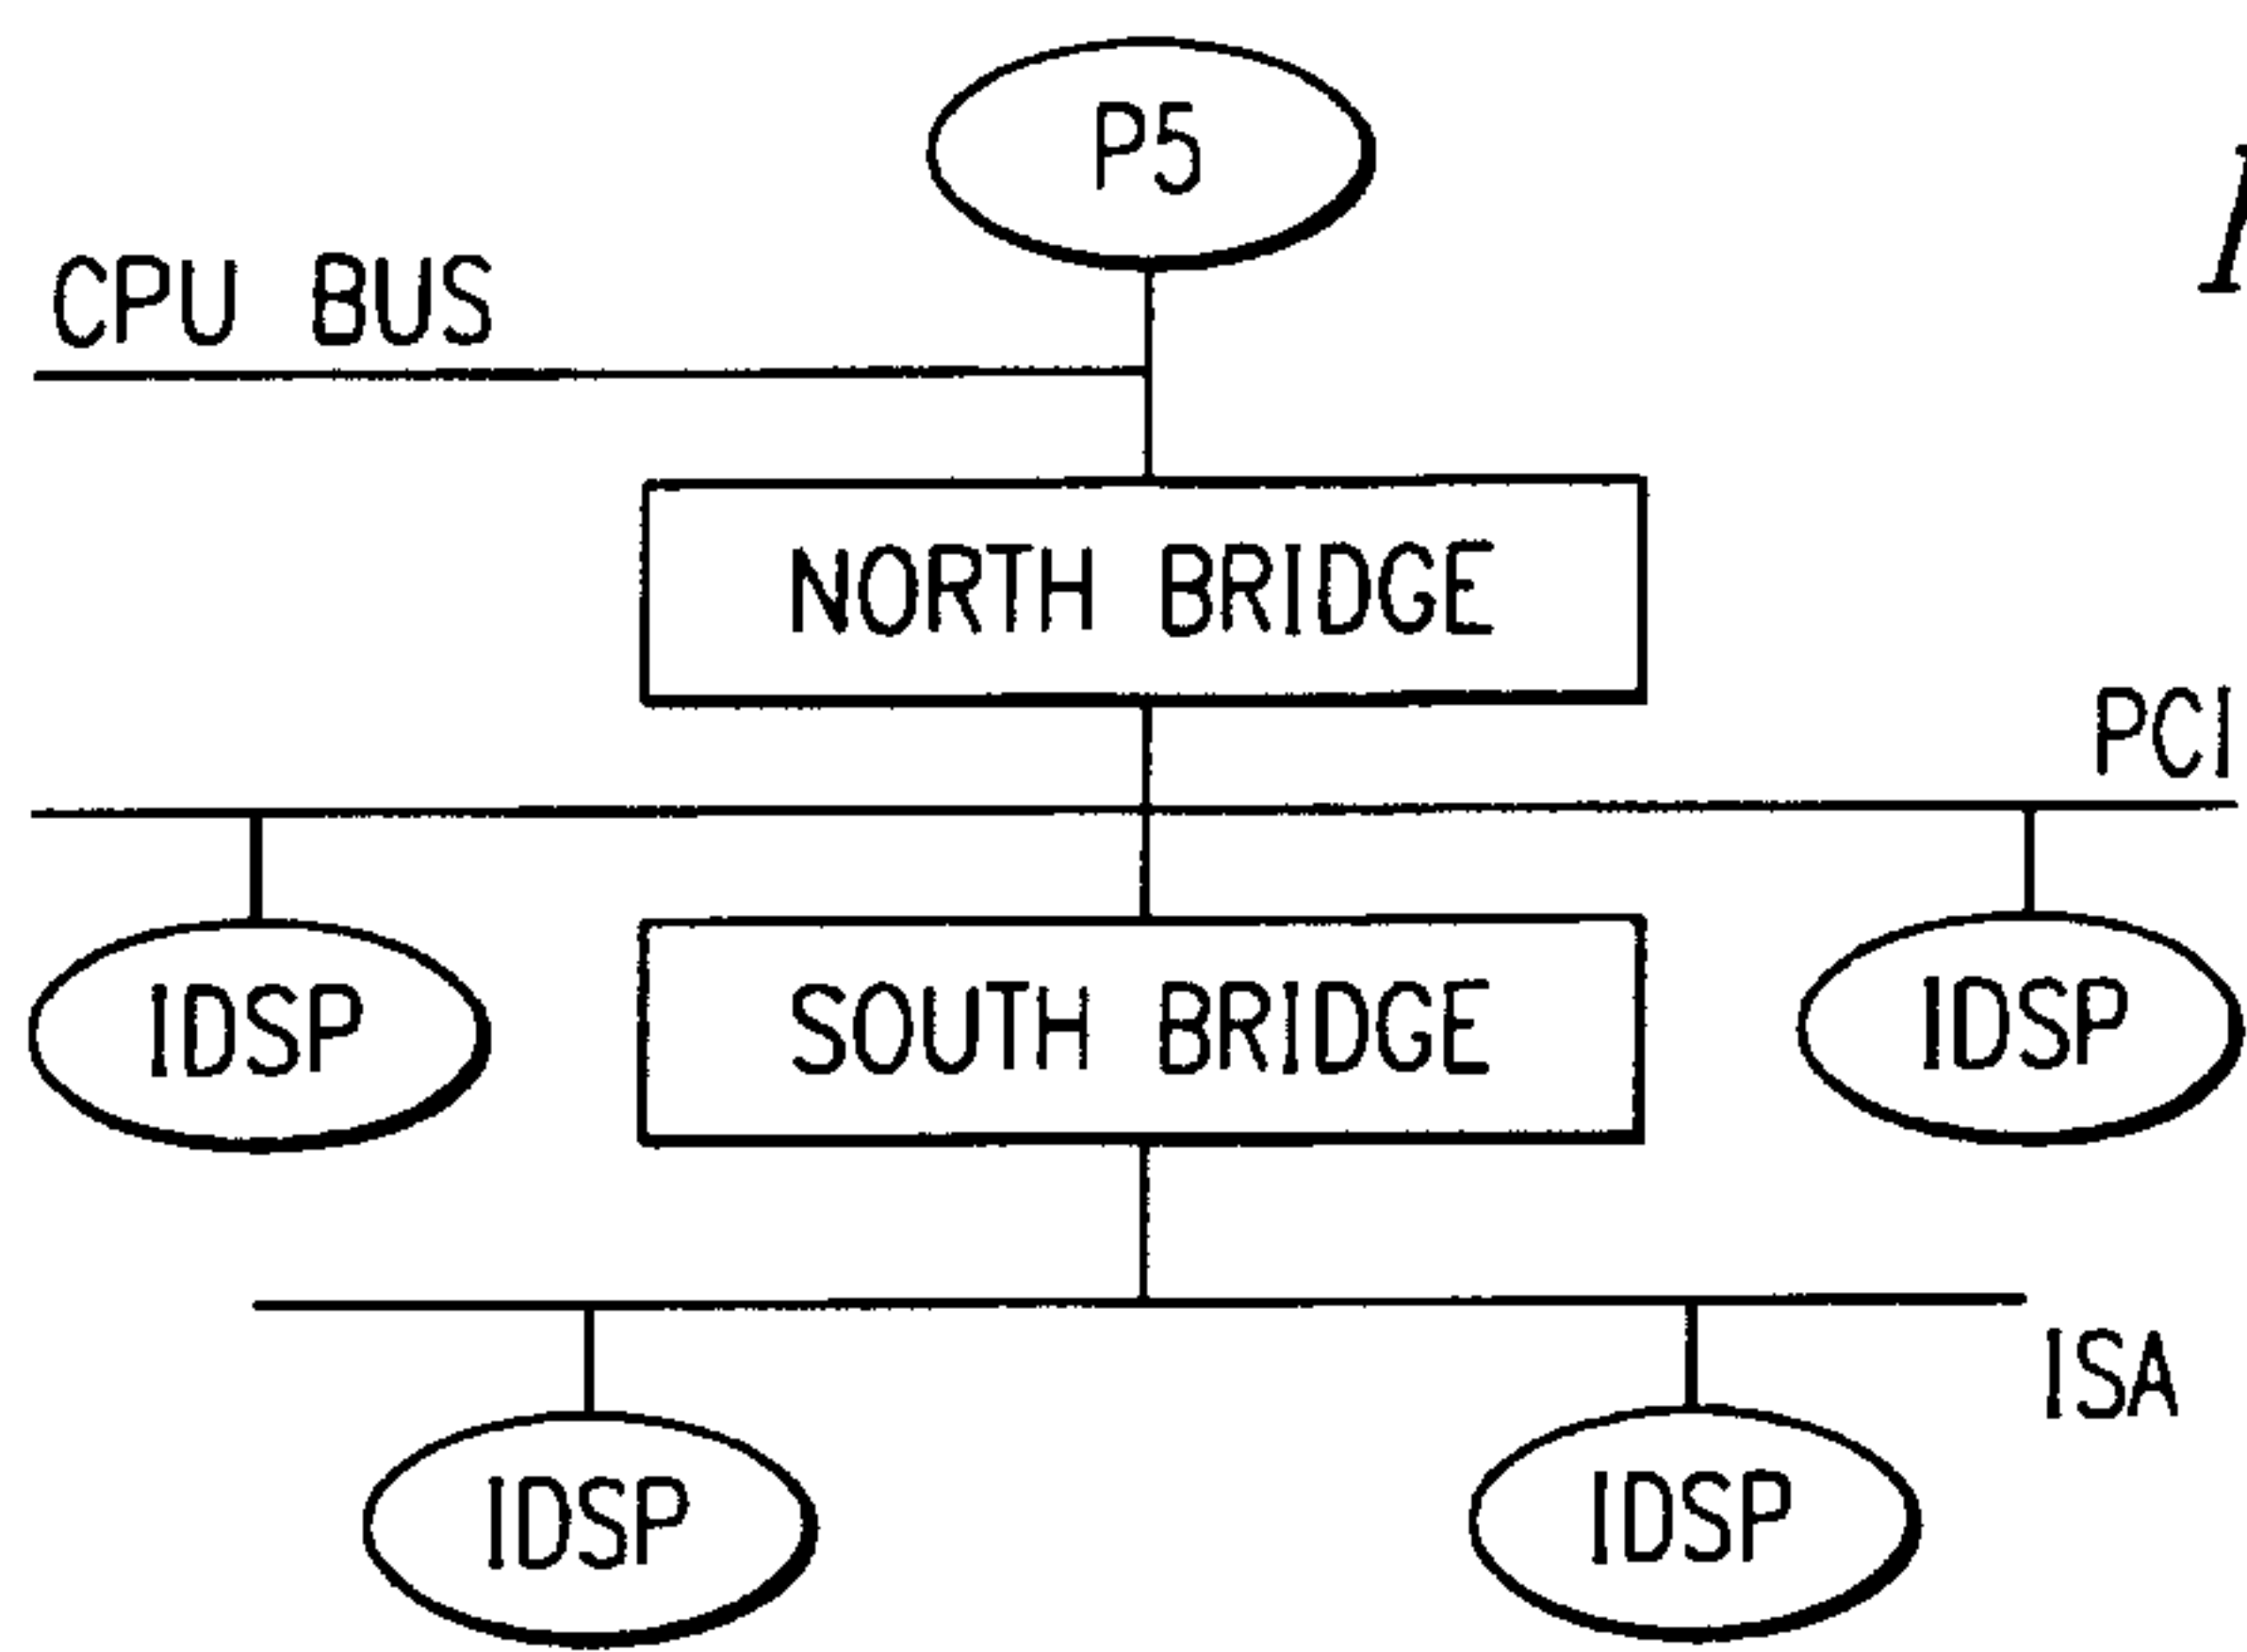 P5
CPU BUS
NORTH BRIDGE
PCI
IDSP
SOUTH BRIDGE
IDSP
ISA
IDSP
IDSP